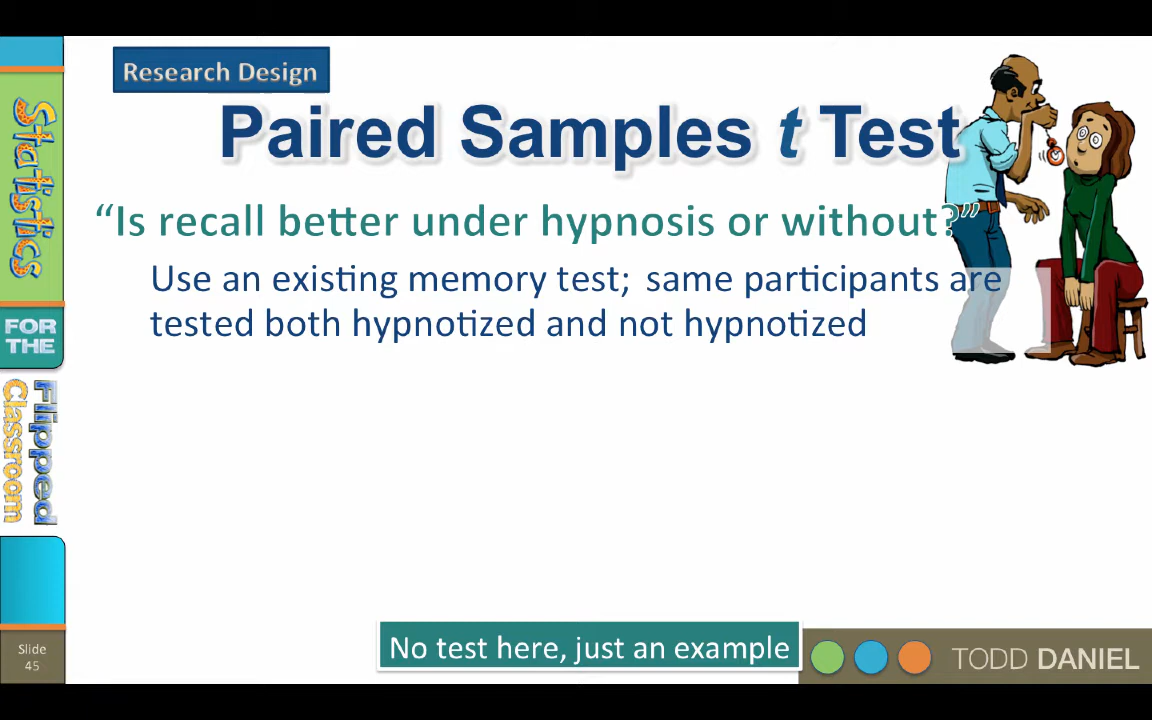 Research Design
Paired Samples t Test
“Is recall better under hypnosis or without?”
Use an existing memory test; same participants are
tested both hypnotized and not hypnotized
Statistics
FOR
THE
Flipped
Classroom
Slide
45
No test here, just an example
TODD DANIEL